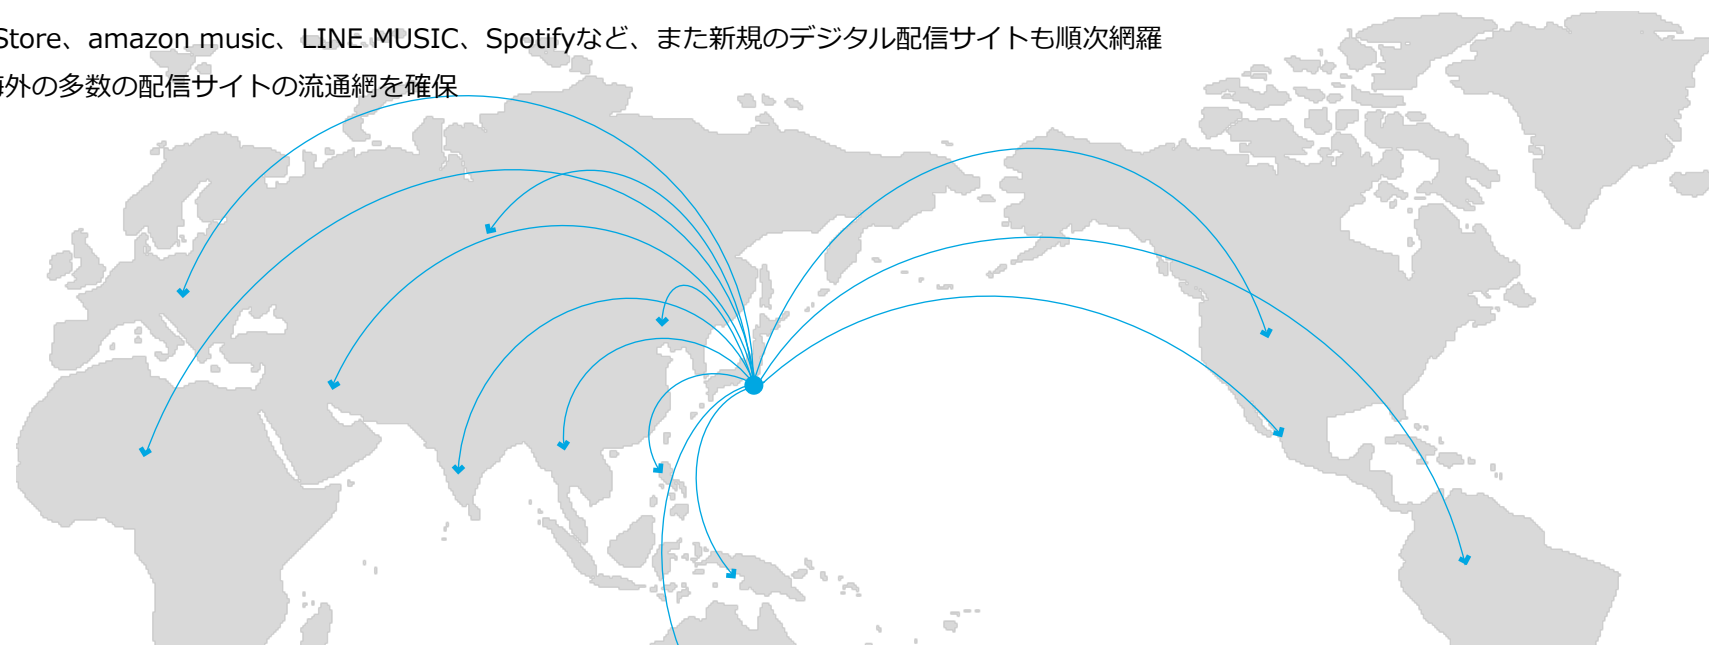 Store、amazon music、LINE MUSIC、Spotifyなど、また新規のデジタル配信サイトも順次網羅
海外の多数の配信サイトの流通網を確保